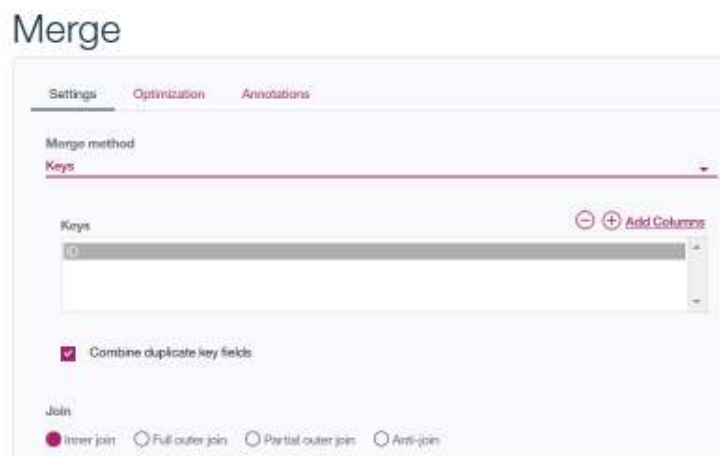 Merge
Settings Optimization Annotations
Merge method
Keys
Keys Add Columns
ID
Combine duplicate key fields
Join
Inner join Full outer join Partial outer join Anti-join